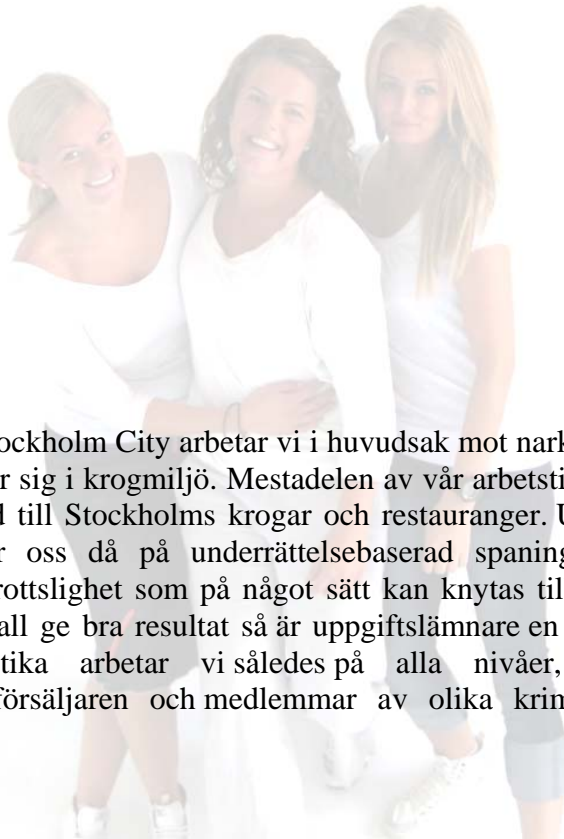 ockholm City arbetar vi i huvudsak mot nark
r sig i krogmiljö. Mestadelen av vår arbetsti
d till Stockholms krogar och restauranger. U
r oss då på underrättelsebaserad spaning
rottslighet som på något sätt kan knytas til
all ge bra resultat så är uppgiftslämnare en
tika arbetar vi således på alla nivåer,
försäljaren och medlemmar av olika krim